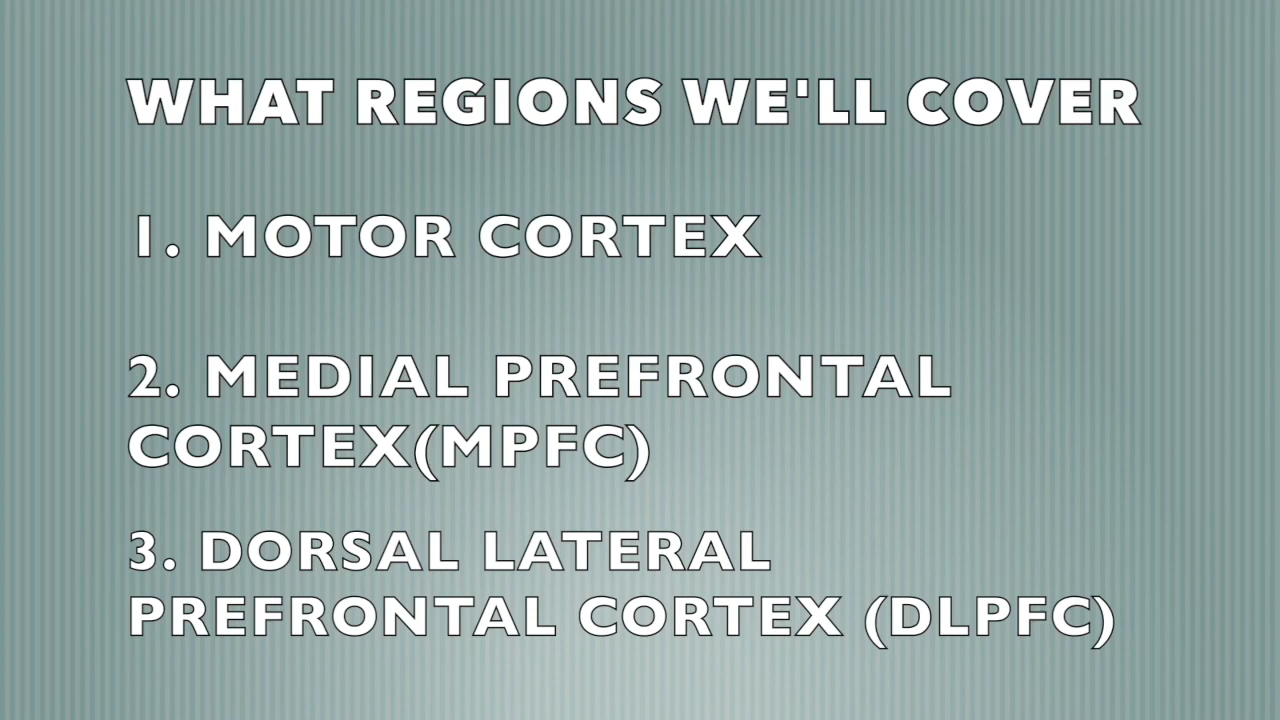 WHAT REGIONS WE'LL COVER
1. MOTOR CORTEX
2. MEDIAL PREFRONTAL
CORTEX(MPFC)
3. DORSAL LATERAL
PREFRONTAL CORTEX (DLPFC)